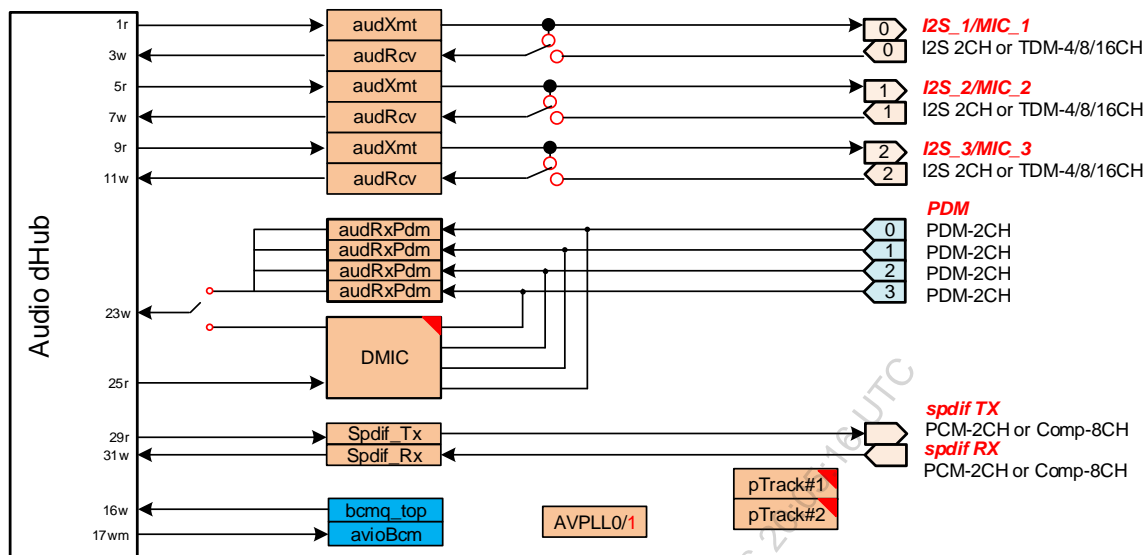 Audio dHub
1r
audXmt
0
I2S_1/MIC_1
3w
audRcv
0
I2S 2CH or TDM-4/8/16CH
5r
audXmt
1
I2S_2/MIC_2
7w
audRcv
1
I2S 2CH or TDM-4/8/16CH
9r
audXmt
2
I2S_3/MIC_3
11w
audRcv
2
I2S 2CH or TDM-4/8/16CH
PDM
audRxPdm
0
PDM-2CH
audRxPdm
1
PDM-2CH
audRxPdm
2
PDM-2CH
audRxPdm
3
PDM-2CH
23w
DMIC
25r
spdif TX
29r
Spdif_Tx
PCM-2CH or Comp-8CH
31w
Spdif_Rx
spdif RX
PCM-2CH or Comp-8CH
pTrack#1
16w
bcmq_top
AVPLL0/1
pTrack#2
17wm
avioBcm
UTC